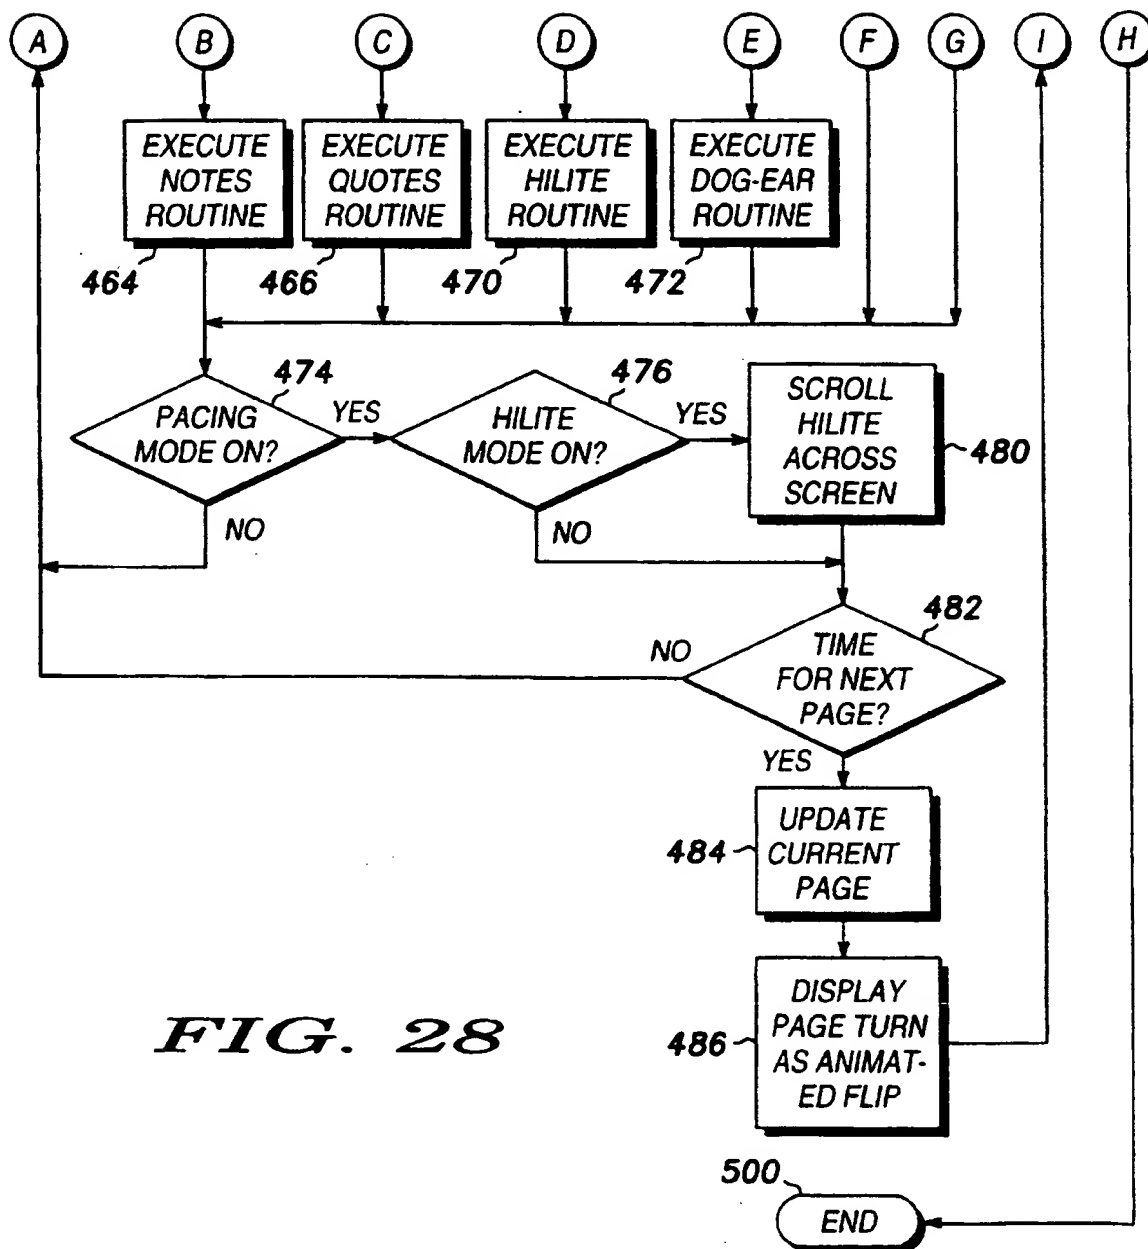 A B C D E F G I H
EXECUTE
NOTES
ROUTINE
464
EXECUTE
QUOTES
ROUTINE
466
EXECUTE
HILITE
ROUTINE
470
EXECUTE
DOG-EAR
ROUTINE
472
PACING
MODE ON?
474
YES
NO
HILITE
MODE ON?
476
YES
NO
SCROLL
HILITE
ACROSS
SCREEN
480
TIME
FOR NEXT
PAGE?
482
NO
YES
UPDATE
CURRENT
PAGE
484
DISPLAY
PAGE TURN
AS ANIMAT-
ED FLIP
486
500
END
FIG. 28